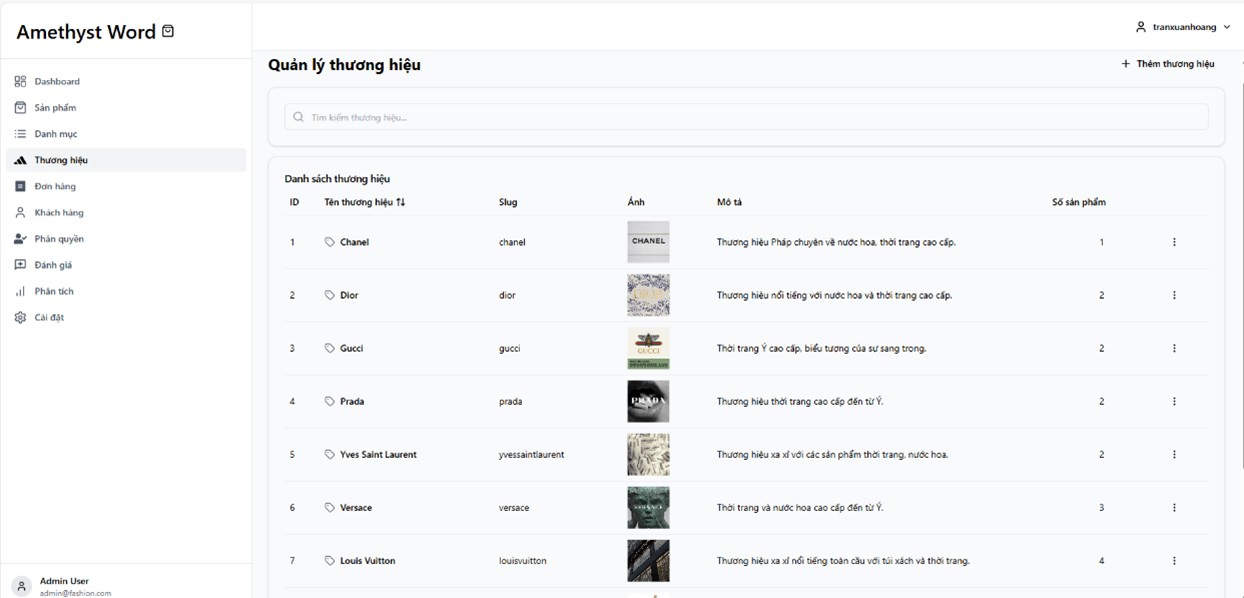 Amethyst Word
tranxuanhoang
Quản lý thương hiệu
Thêm thương hiệu
Dashboard
Sản phẩm
Danh mục
Thương hiệu
Đơn hàng
Khách hàng
Phân quyền
Đánh giá
Phân tích
Cài đặt
Admin User
admin@fashion.com
Tìm kiếm thương hiệu...
Danh sách thương hiệu
ID Tên thương hiệu Slug Ảnh Mô tả Số sản phẩm
1 Chanel chanel CHANEL Thương hiệu Pháp chuyên về nước hoa, thời trang cao cấp. 1
2 Dior dior DIOR Thương hiệu nổi tiếng với nước hoa và thời trang cao cấp. 2
3 Gucci gucci GUCCI Thời trang Ý cao cấp, biểu tượng của sự sang trọng. 2
4 Prada prada PRADA Thương hiệu thời trang cao cấp đến từ Ý. 2
5 Yves Saint Laurent yvessaintlaurent Thương hiệu xa xỉ với các sản phẩm thời trang, nước hoa. 2
6 Versace versace VERSACE Thời trang và nước hoa cao cấp đến từ Ý. 3
7 Louis Vuitton louisvuitton Thương hiệu xa xỉ nổi tiếng toàn cầu với túi xách và thời trang. 4